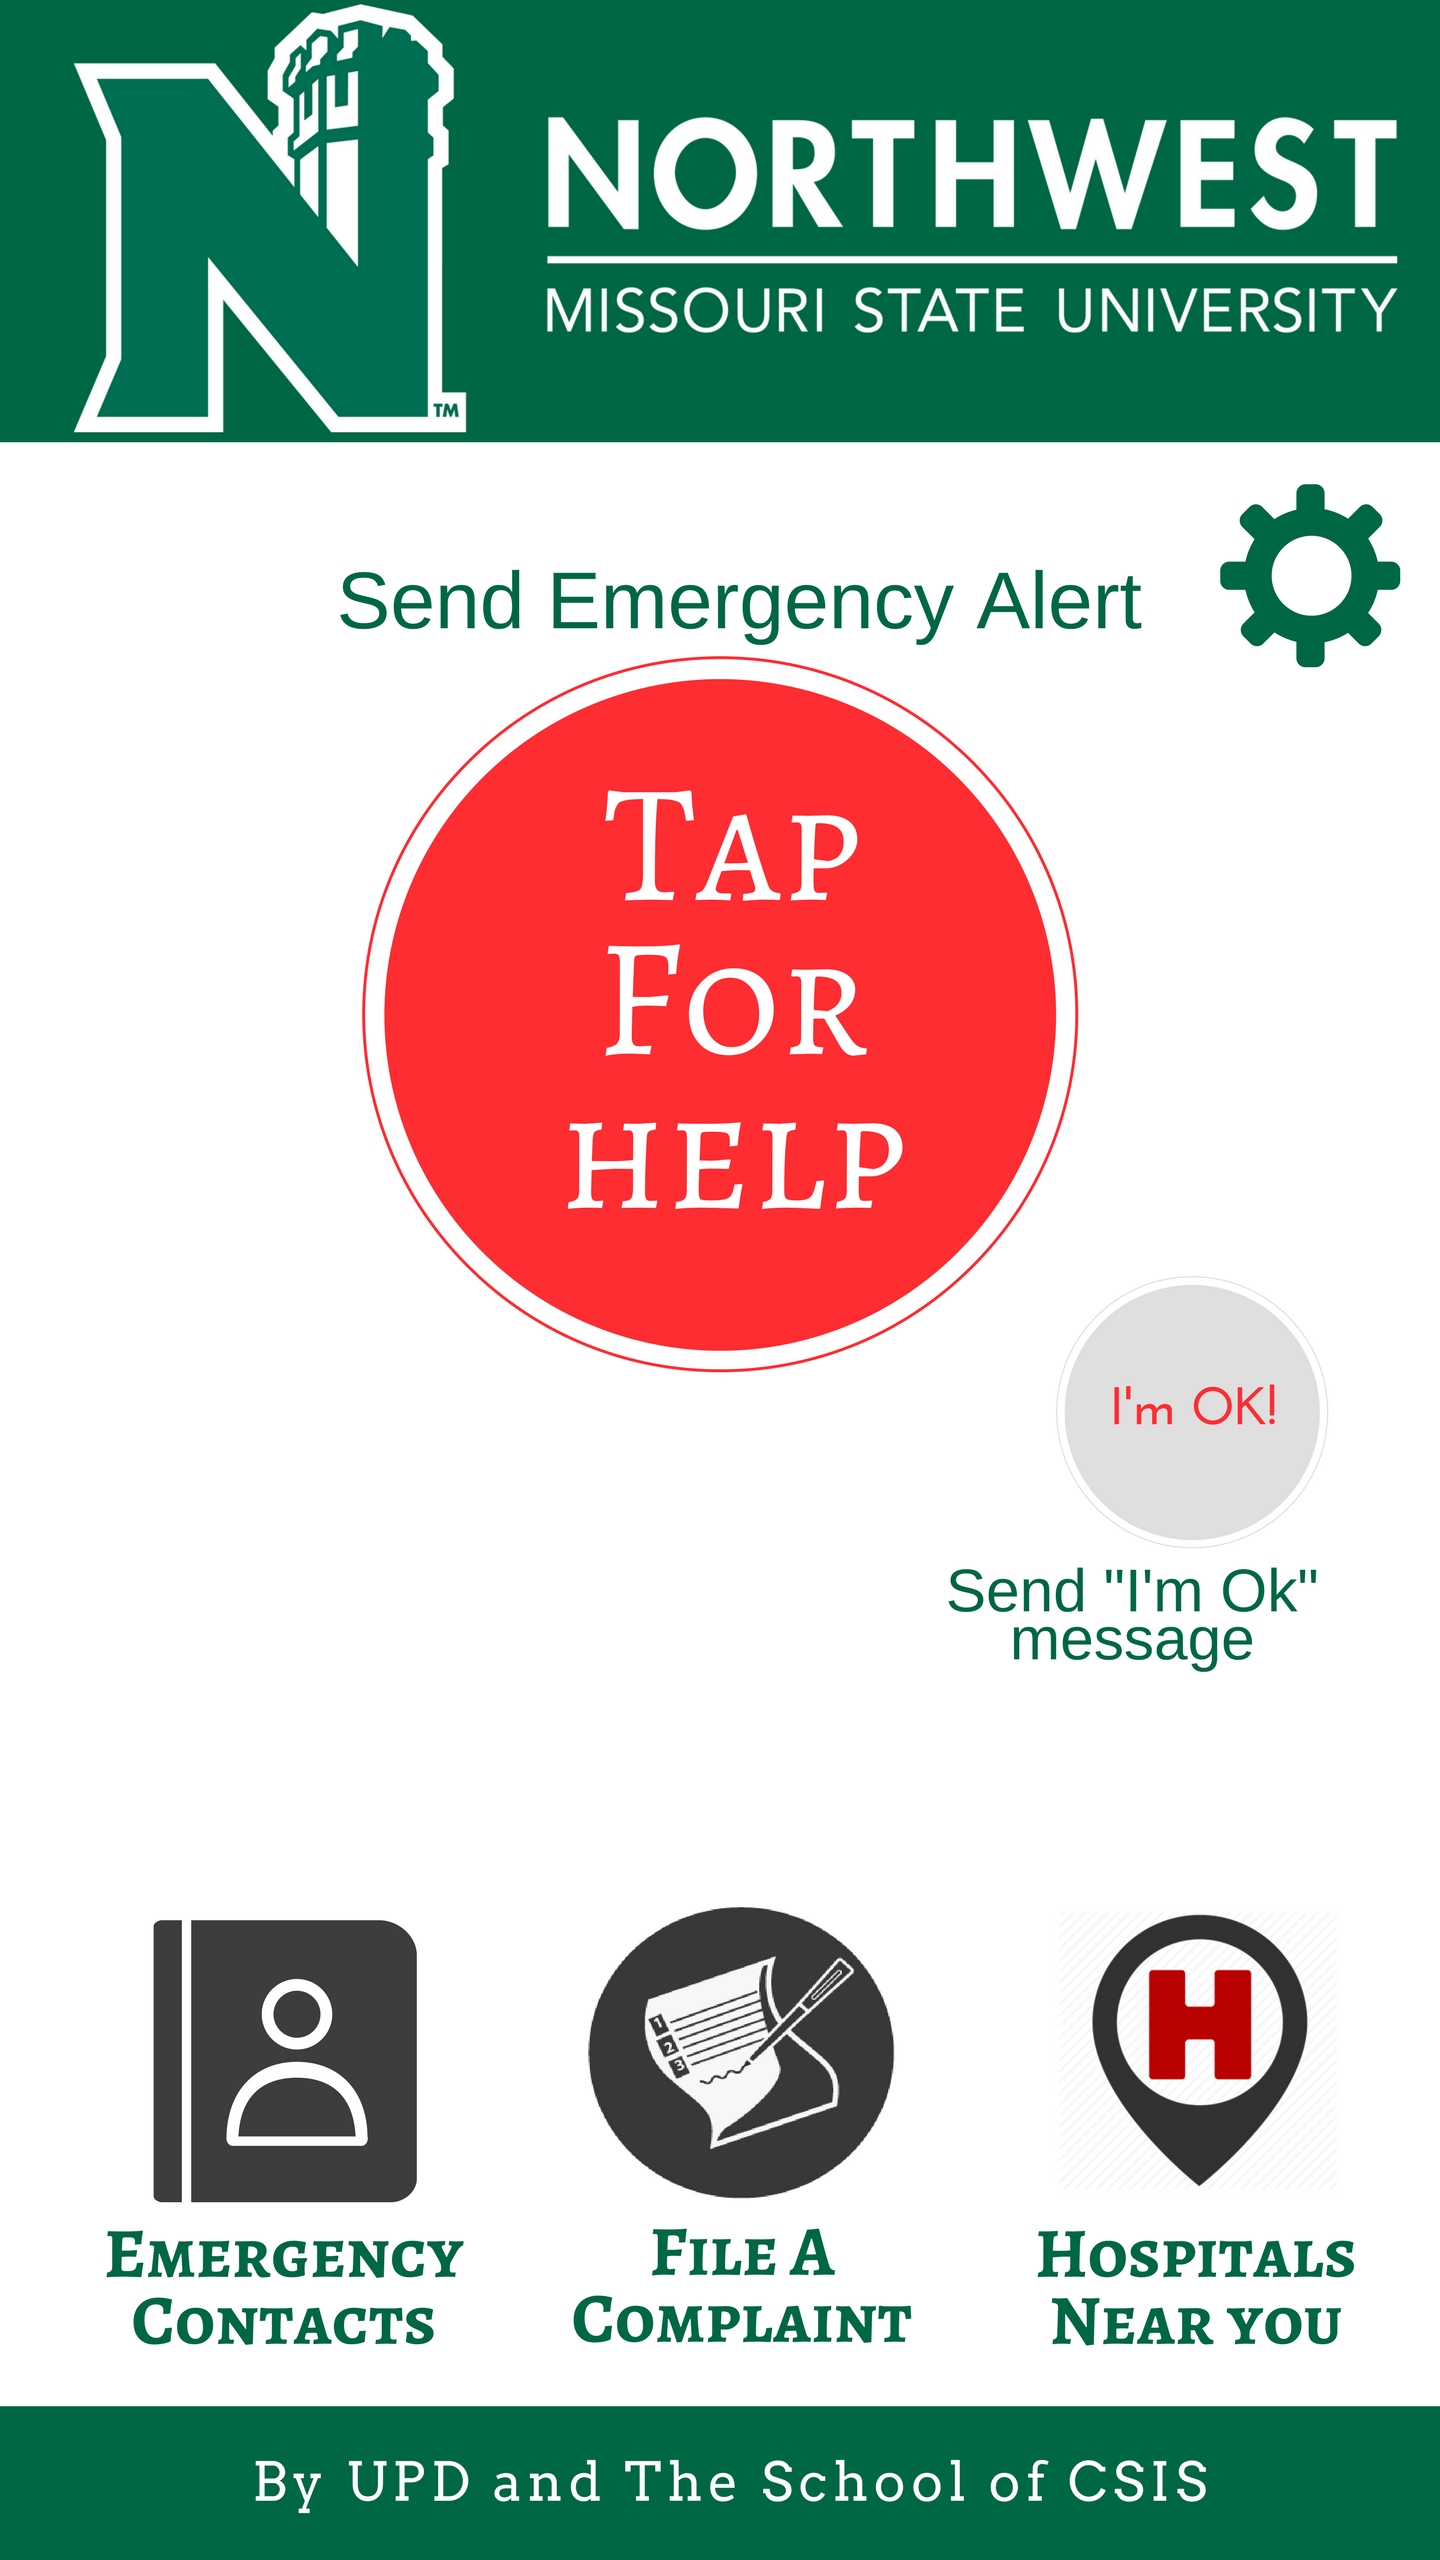 N
TM
NORTHWEST
MISSOURI STATE UNIVERSITY
Send Emergency Alert
Tap
For
help
I'm OK!
Send "I'm Ok"
message
1
2
3
H
Emergency
Contacts
File A
Complaint
Hospitals
Near you
By UPD and The School of CSIS